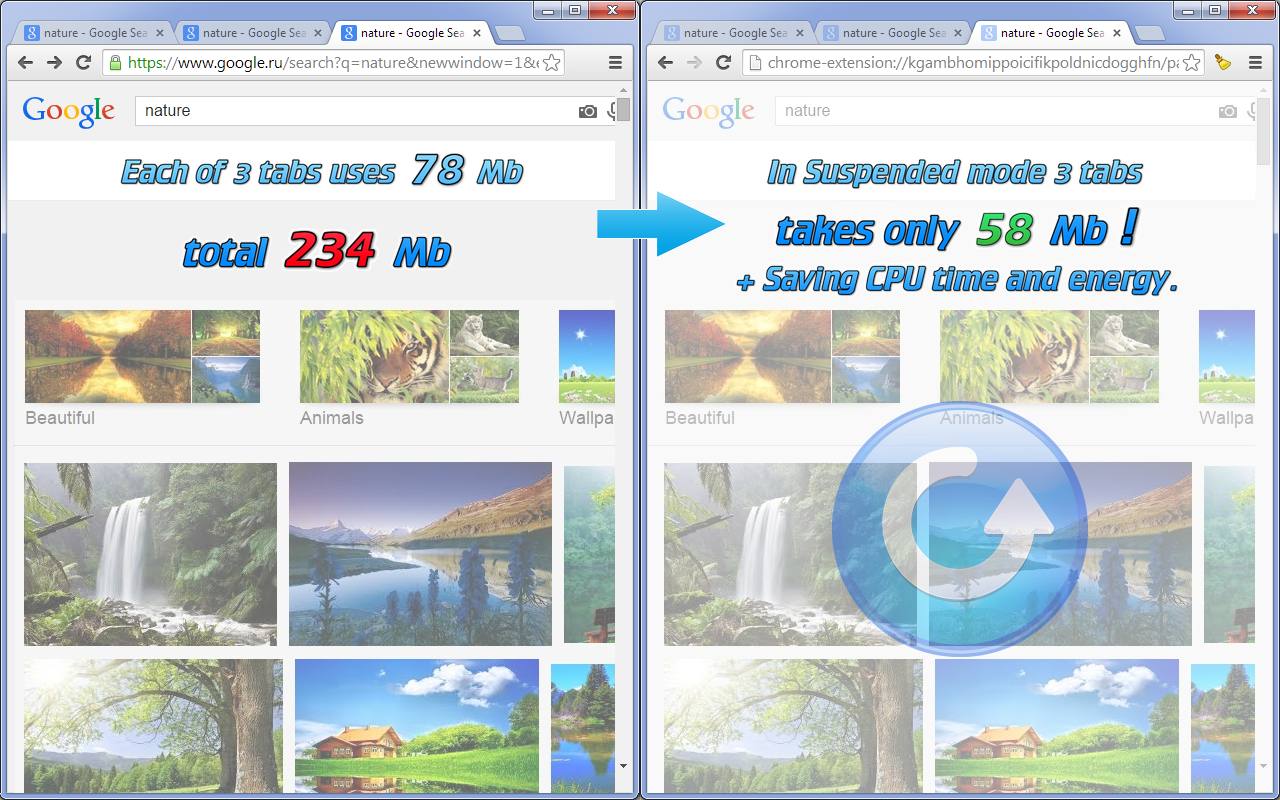 nature - Google Sea
nature - Google Sea
nature - Google Sea
https://www.google.ru/search?q=nature&newwindow=1&e
Google
nature
Each of 3 tabs uses 78 Mb
total 234 Mb
Beautiful
Animals
Wallpa
nature - Google Sea
nature - Google Sea
nature - Google Sea
chrome-extension://kgambhomippoicifikpoldnicdogghfn/pa
Google
nature
In Suspended mode 3 tabs
takes only 58 Mb !
+ Saving CPU time and energy.
Beautiful
Animals
Wallpa